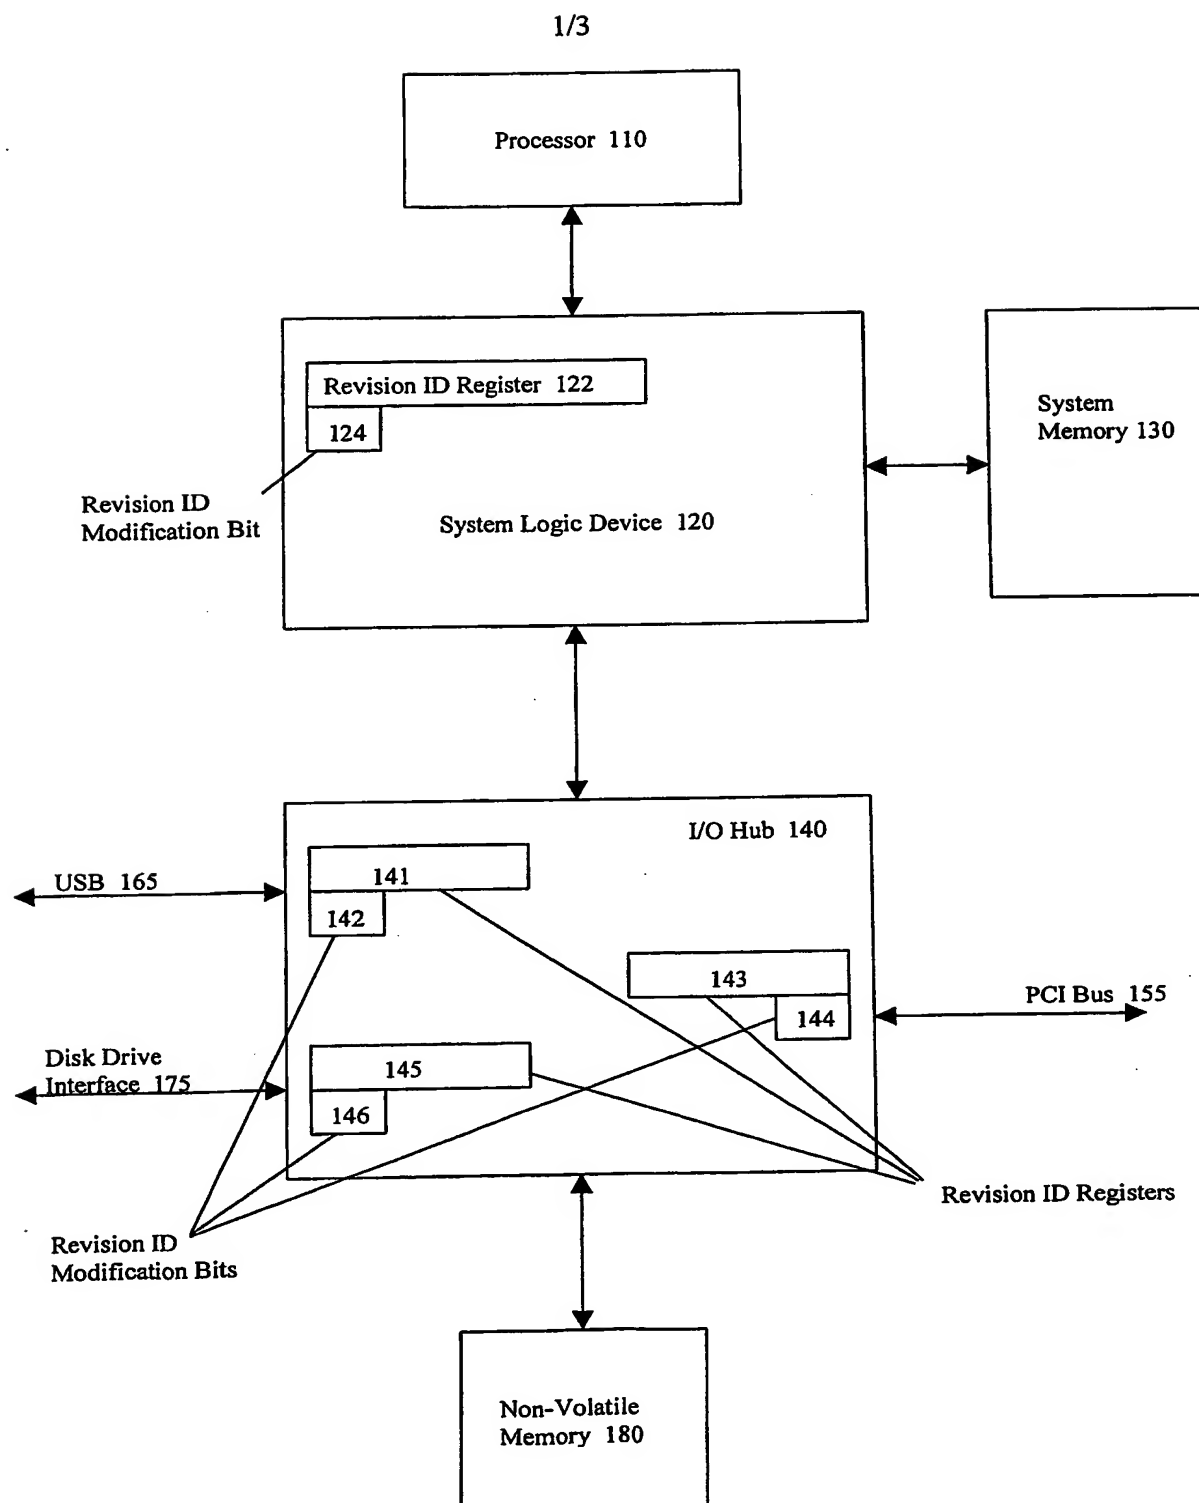 1/3
Processor 110
Revision ID Register 122
124
Revision ID
Modification Bit
System Logic Device 120
System
Memory 130
I/O Hub 140
141
142
USB 165
143
144
PCI Bus 155
Disk Drive
Interface 175
145
146
Revision ID Registers
Revision ID
Modification Bits
Non-Volatile
Memory 180